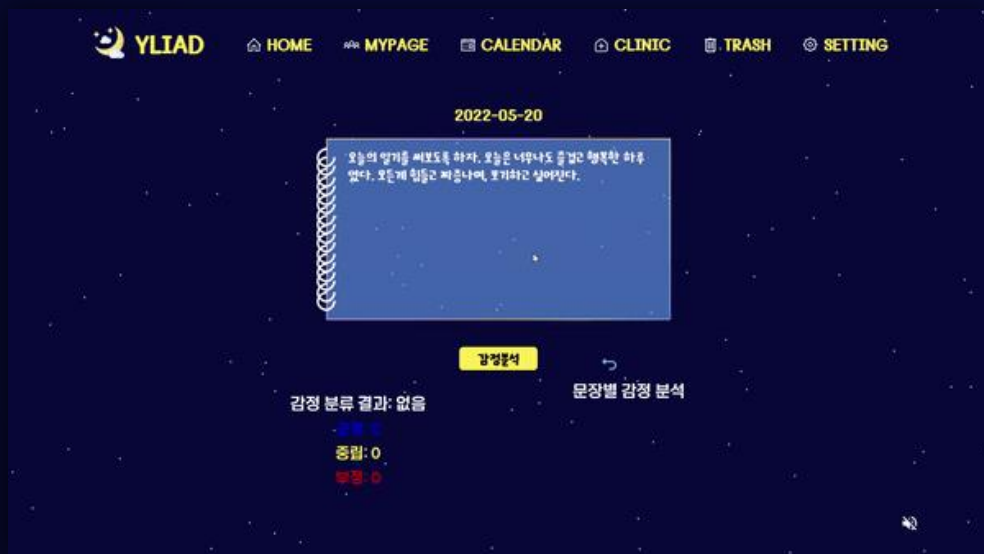 YLIAD HOME MYPAGE CALENDAR CLINIC TRASH SETTING
2022-05-20
오늘의 일기를 써보도록 하자. 오늘은 너무나도 즐겁고 행복한 하루
였다. 모든게 힘들고 짜증나며, 포기하고 싶어진다.
감정분석
문장별 감정 분석
감정 분류 결과: 없음
중립: 0
부정: 0